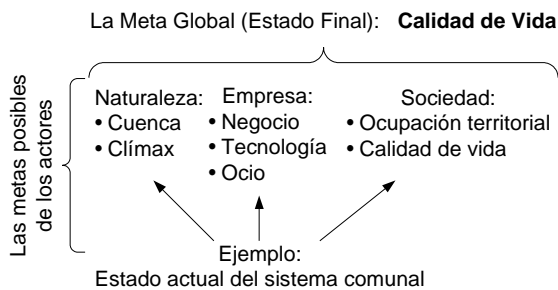 La Meta Global (Estado Final): Calidad de Vida
Las metas posibles
de los actores
Naturaleza:
• Cuenca
• Clímax
Empresa:
• Negocio
• Tecnología
• Ocio
Sociedad:
• Ocupación territorial
• Calidad de vida
Ejemplo:
Estado actual del sistema comunal